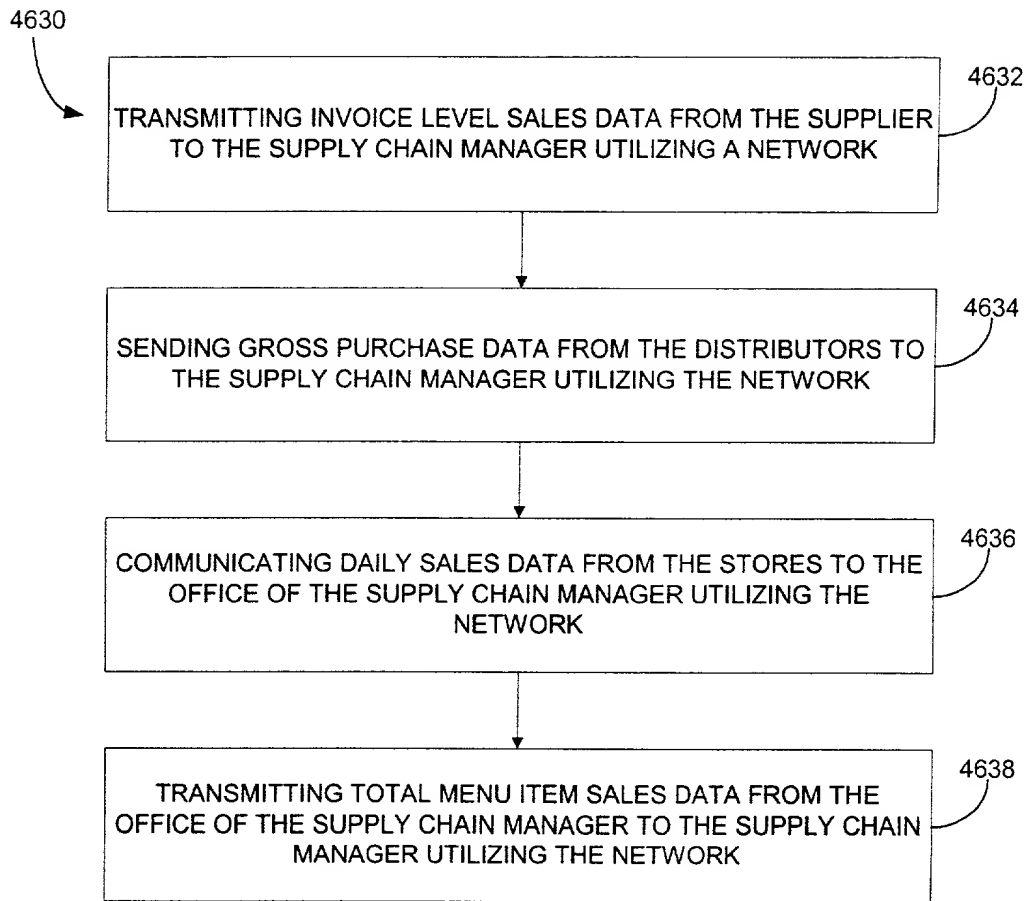 4630
4632
TRANSMITTING INVOICE LEVEL SALES DATA FROM THE SUPPLIER
TO THE SUPPLY CHAIN MANAGER UTILIZING A NETWORK
4634
SENDING GROSS PURCHASE DATA FROM THE DISTRIBUTORS TO
THE SUPPLY CHAIN MANAGER UTILIZING THE NETWORK
4636
COMMUNICATING DAILY SALES DATA FROM THE STORES TO THE
OFFICE OF THE SUPPLY CHAIN MANAGER UTILIZING THE
NETWORK
4638
TRANSMITTING TOTAL MENU ITEM SALES DATA FROM THE
OFFICE OF THE SUPPLY CHAIN MANAGER TO THE SUPPLY CHAIN
MANAGER UTILIZING THE NETWORK